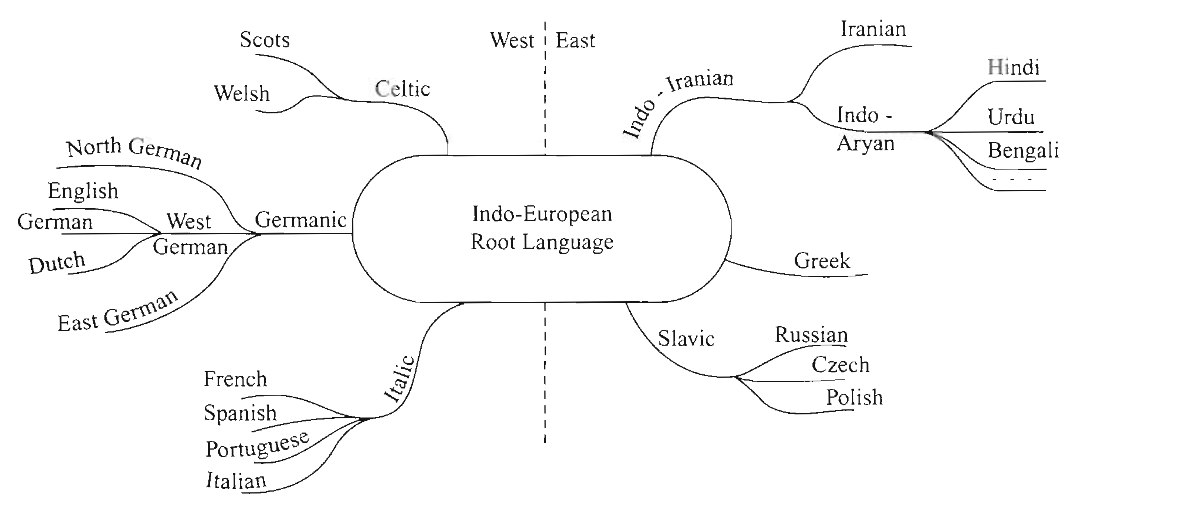 West
East
Scots
Celtic
Welsh
North German
English
German
West
German
Germanic
Dutch
East German
Italic
French
Spanish
Portuguese
Italian
Indo-European
Root Language
Indo - Iranian
Iranian
Indo -
Aryan
Hindi
Urdu
Bengali
- - -
Greek
Slavic
Russian
Czech
Polish